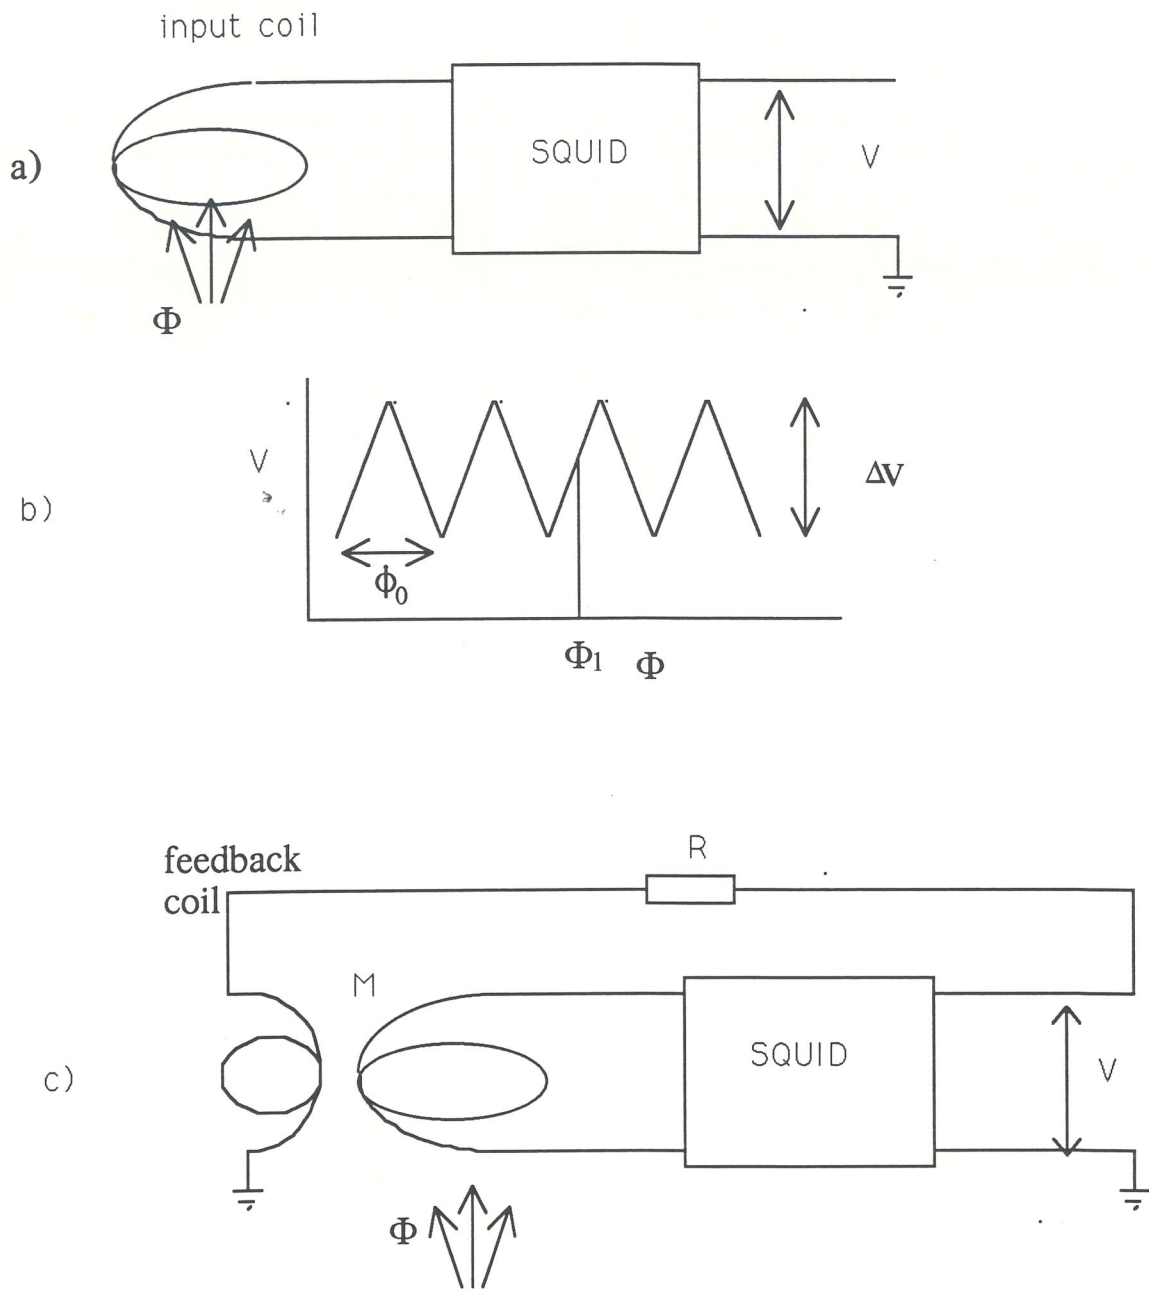 input coil
a)
SQUID
V
Φ
V
ΔV
b)
ϕ₀
Φ₁
Φ
R
feedback
coil
M
SQUID
V
c)
Φ